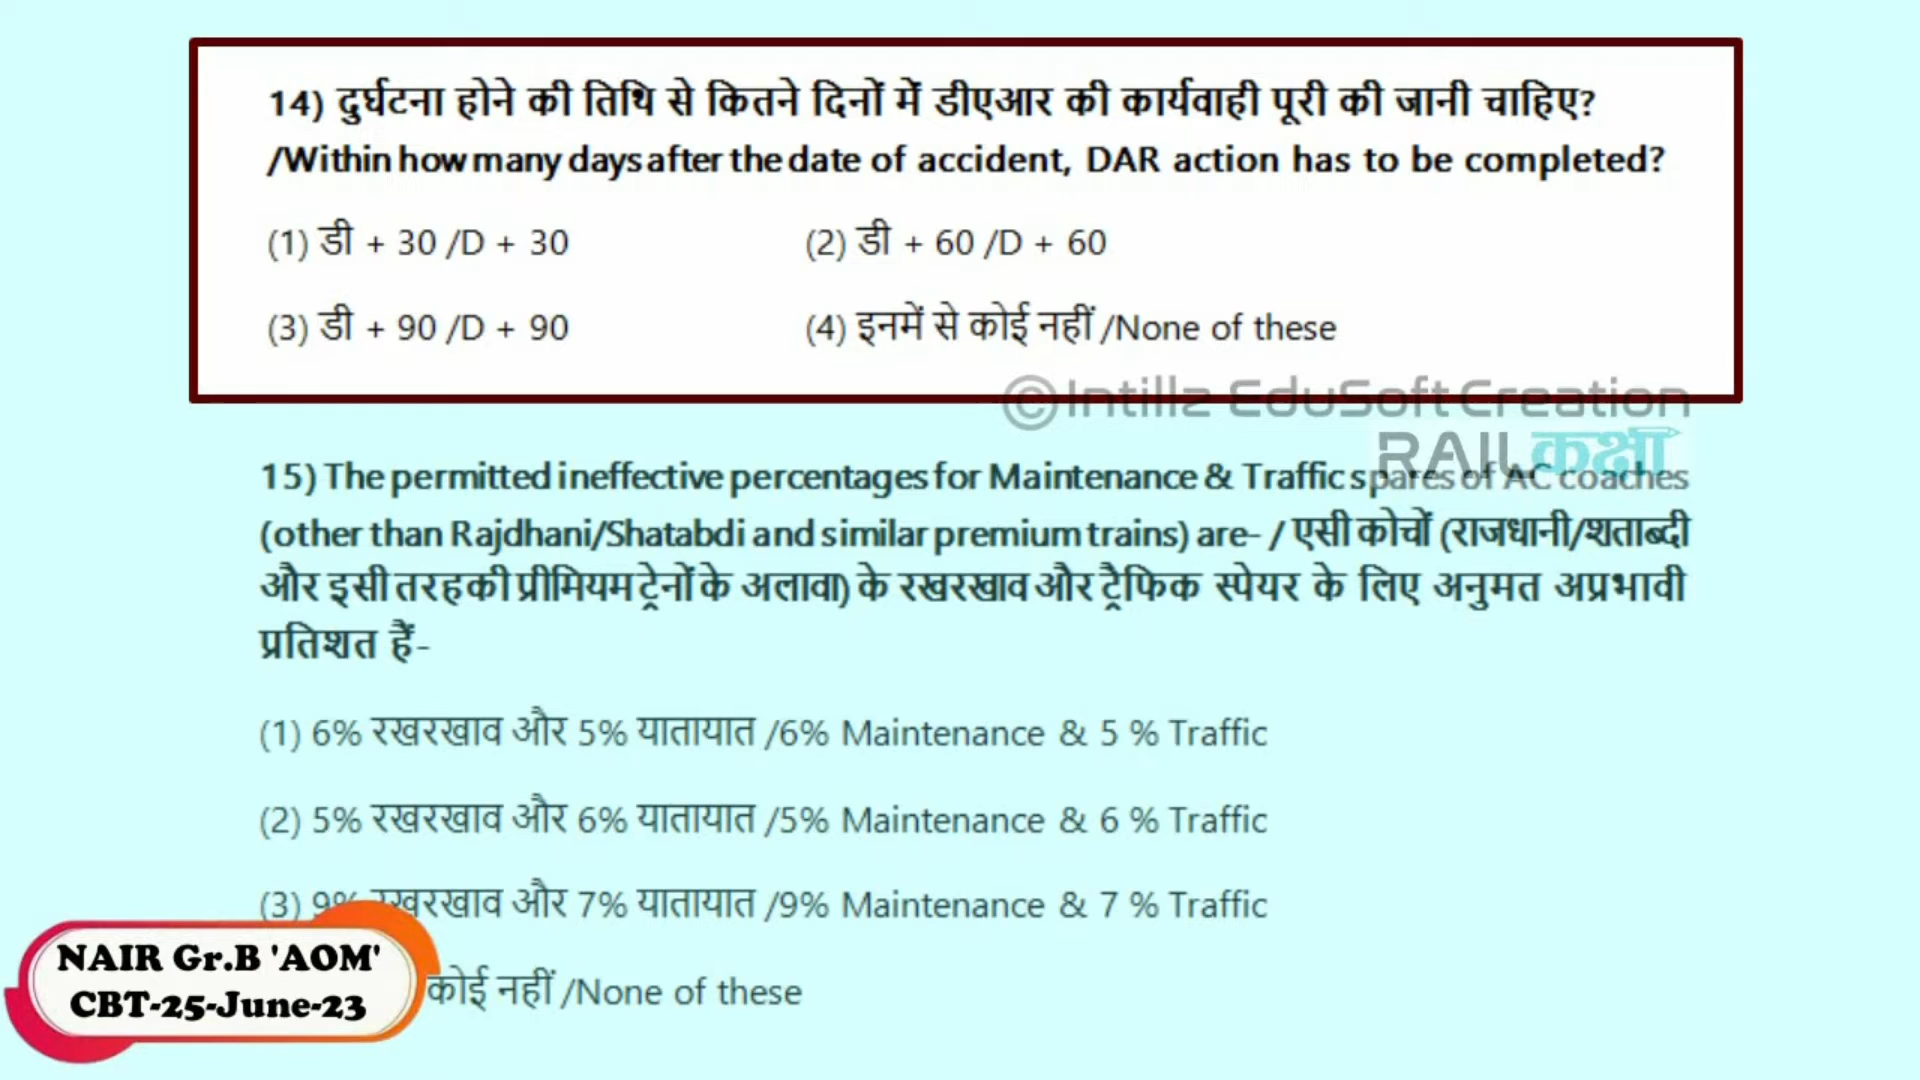 14) दुर्घटना होने की तिथि से कितने दिनों में डीएआर की कार्यवाही पूरी की जानी चाहिए?
/Within how many days after the date of accident, DAR action has to be completed?
(1) डी + 30 /D + 30 (2) डी + 60 /D + 60
(3) डी + 90 /D + 90 (4) इनमें से कोई नहीं /None of these
©Intillz EduSoft Creation
RAILकक्षा
15) The permitted ineffective percentages for Maintenance & Traffic spares of AC coaches
(other than Rajdhani/Shatabdi and similar premium trains) are- / एसी कोचों (राजधानी/शताब्दी
और इसी तरह की प्रीमियम ट्रेनों के अलावा) के रखरखाव और ट्रैफिक स्पेयर के लिए अनुमत अप्रभावी
प्रतिशत हैं-
(1) 6% रखरखाव और 5% यातायात /6% Maintenance & 5 % Traffic
(2) 5% रखरखाव और 6% यातायात /5% Maintenance & 6 % Traffic
(3) 9% रखरखाव और 7% यातायात /9% Maintenance & 7 % Traffic
कोई नहीं /None of these
NAIR Gr.B 'AOM'
CBT-25-June-23